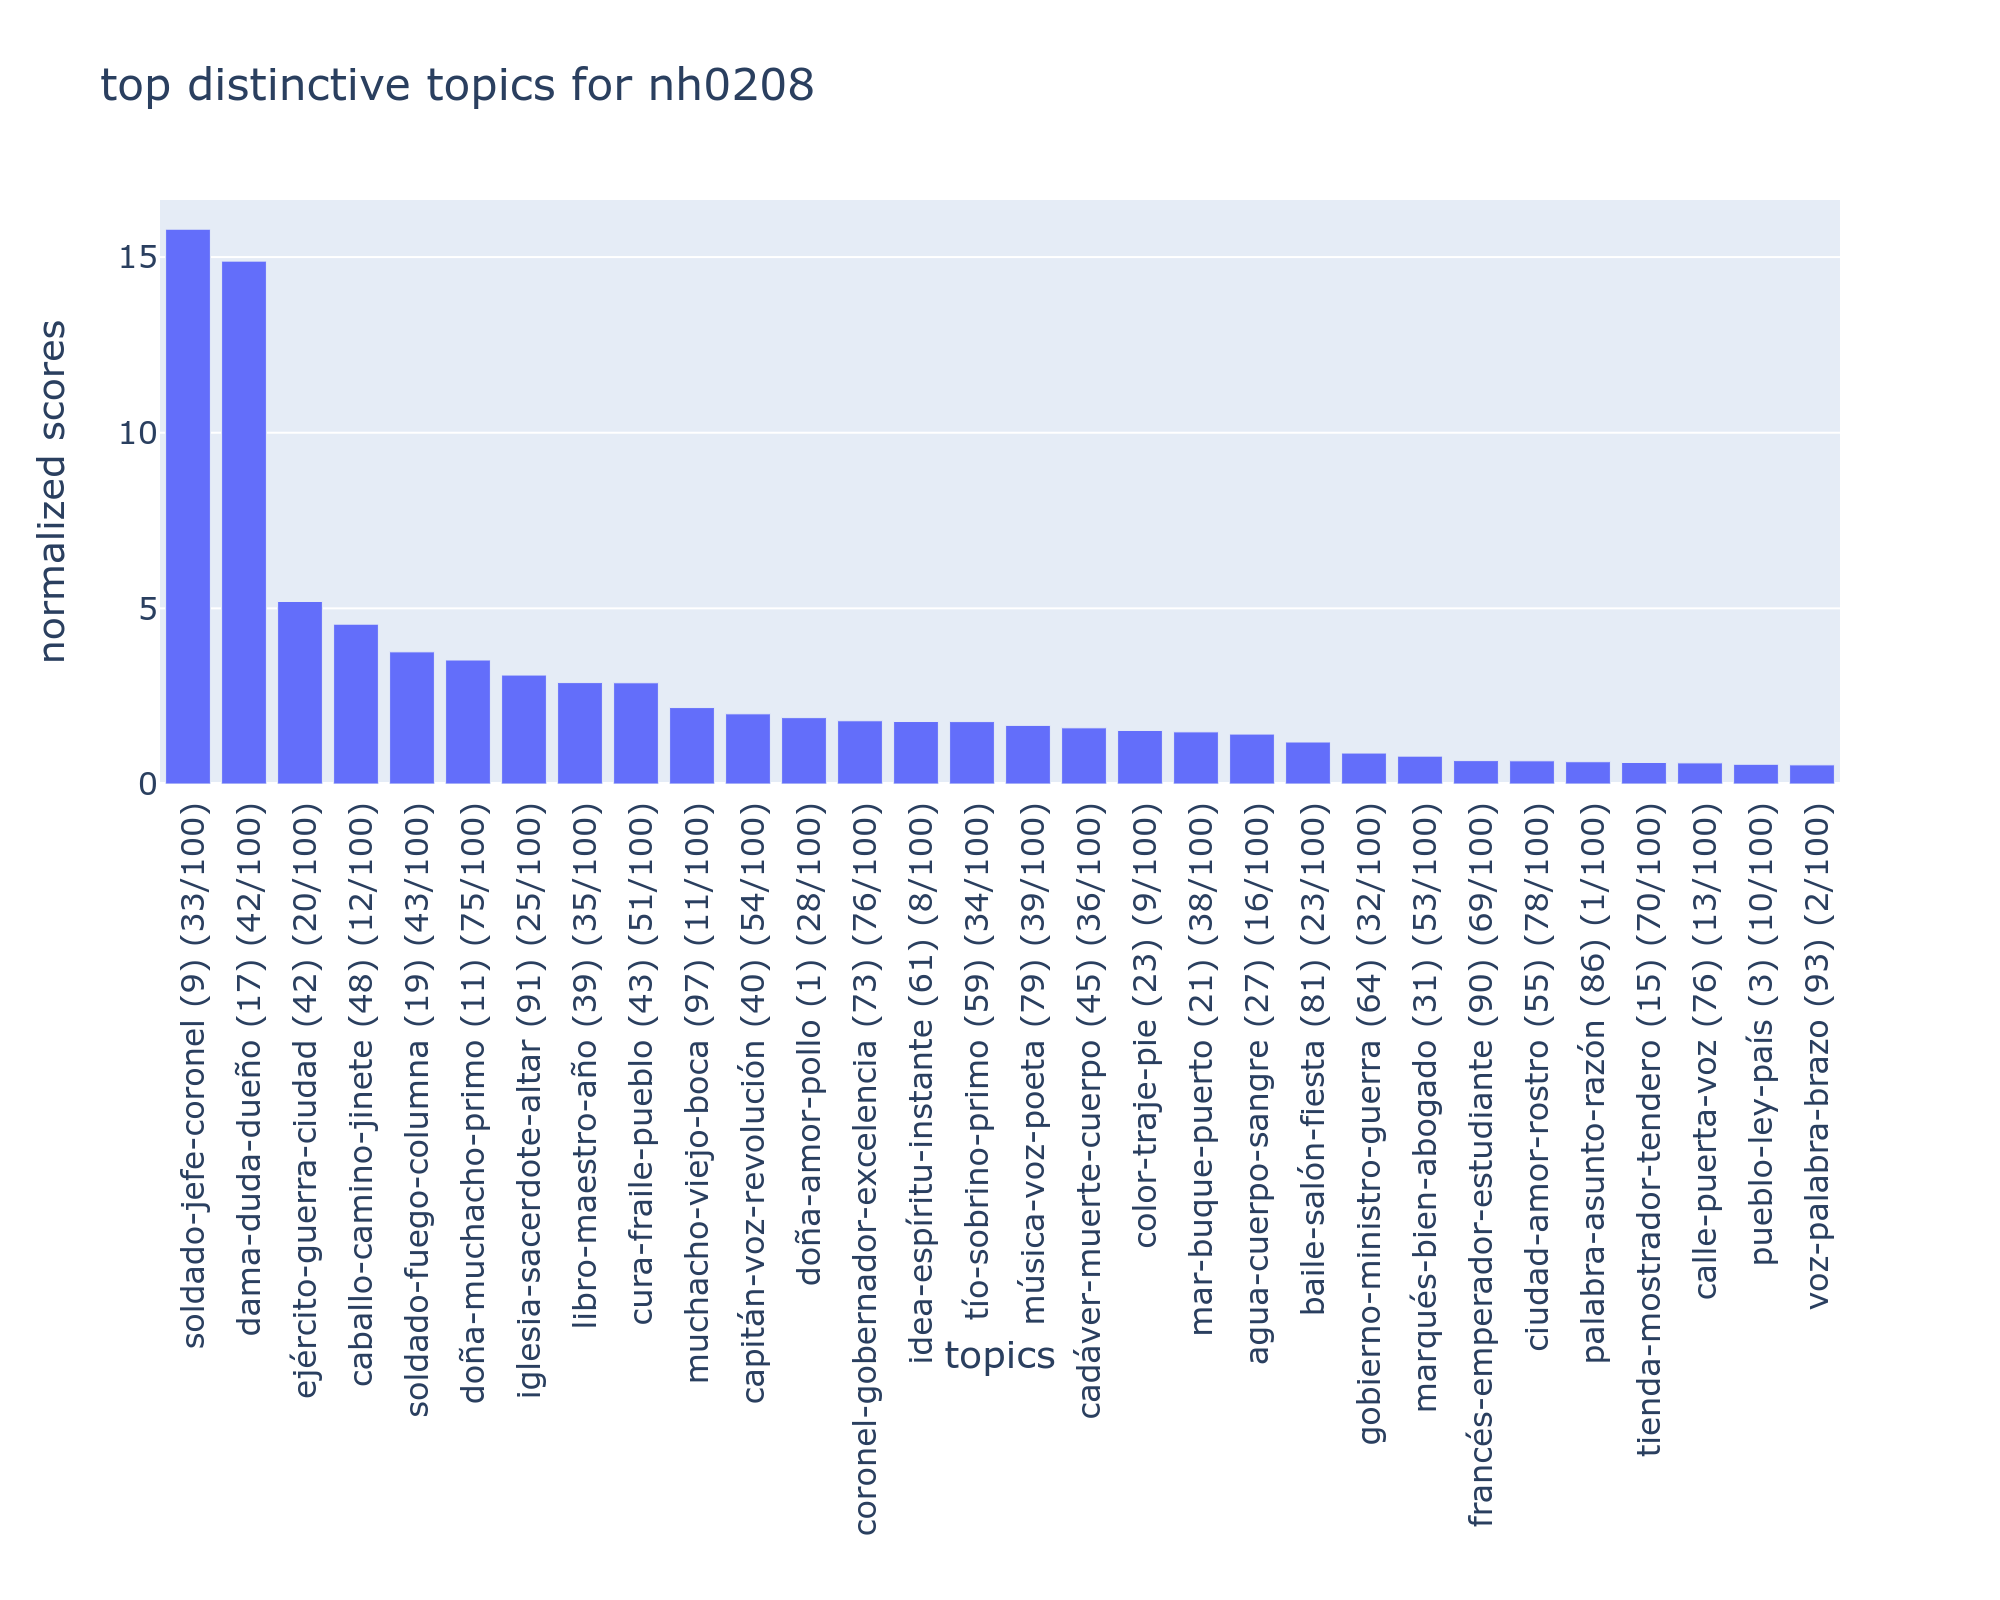 top distinctive topics for nh0208
normalized scores
15
10
5
0
soldado-jefe-coronel (9) (33/100)
dama-duda-dueño (17) (42/100)
ejército-guerra-ciudad (42) (20/100)
caballo-camino-jinete (48) (12/100)
soldado-fuego-columna (19) (43/100)
doña-muchacho-primo (11) (75/100)
iglesia-sacerdote-altar (91) (25/100)
libro-maestro-año (39) (35/100)
cura-fraile-pueblo (43) (51/100)
muchacho-viejo-boca (97) (11/100)
capitán-voz-revolución (40) (54/100)
doña-amor-pollo (1) (28/100)
coronel-gobernador-excelencia (73) (76/100)
idea-espíritu-instante (61) (8/100)
tío-sobrino-primo (59) (34/100)
música-voz-poeta (79) (39/100)
cadáver-muerte-cuerpo (45) (36/100)
color-traje-pie (23) (9/100)
mar-buque-puerto (21) (38/100)
agua-cuerpo-sangre (27) (16/100)
baile-salón-fiesta (81) (23/100)
gobierno-ministro-guerra (64) (32/100)
marqués-bien-abogado (31) (53/100)
francés-emperador-estudiante (90) (69/100)
ciudad-amor-rostro (55) (78/100)
palabra-asunto-razón (86) (1/100)
tienda-mostrador-tendero (15) (70/100)
calle-puerta-voz (76) (13/100)
pueblo-ley-país (3) (10/100)
voz-palabra-brazo (93) (2/100)
topics